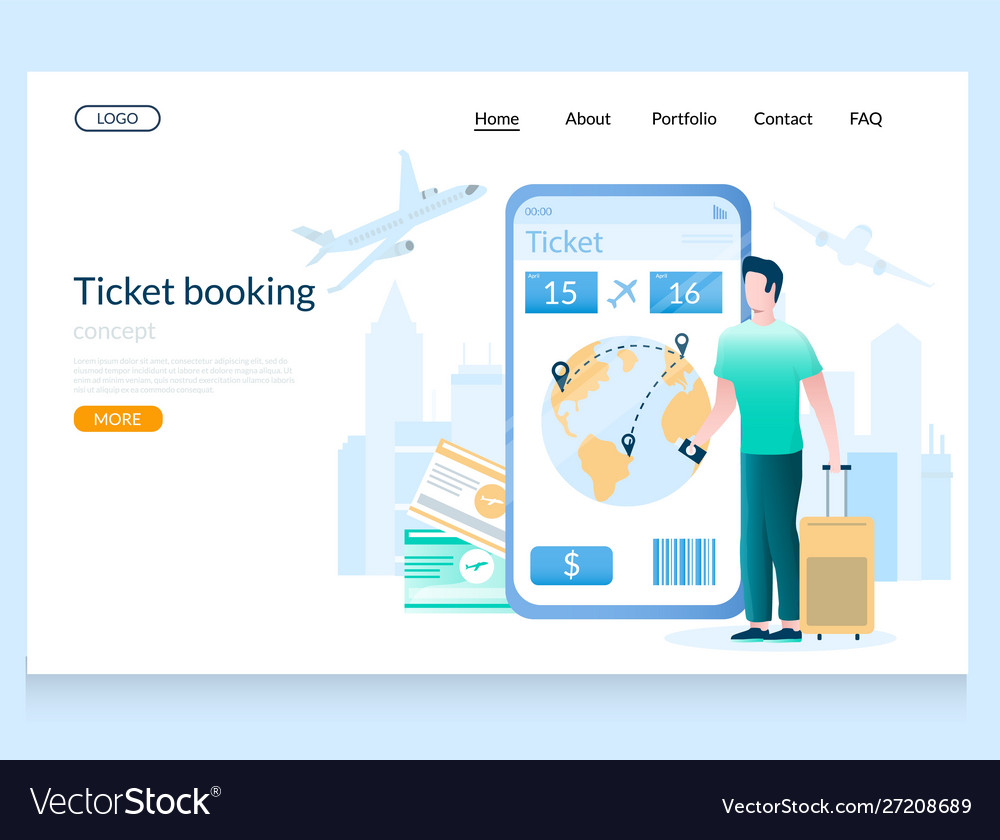 LOGO
Home About Portfolio Contact FAQ
00:00
Ticket
April
15
April
16
Ticket booking
concept
Lorem ipsum dolor sit amet, consectetur adipiscing elit, sed do
eiusmod tempor incididunt ut labore et dolore magna aliqua. Ut
enim ad minim veniam, quis nostrud exercitation ullamco laboris
nisi ut aliquip ex ea commodo consequat.
MORE
$
VectorStock®
VectorStock.com/27208689